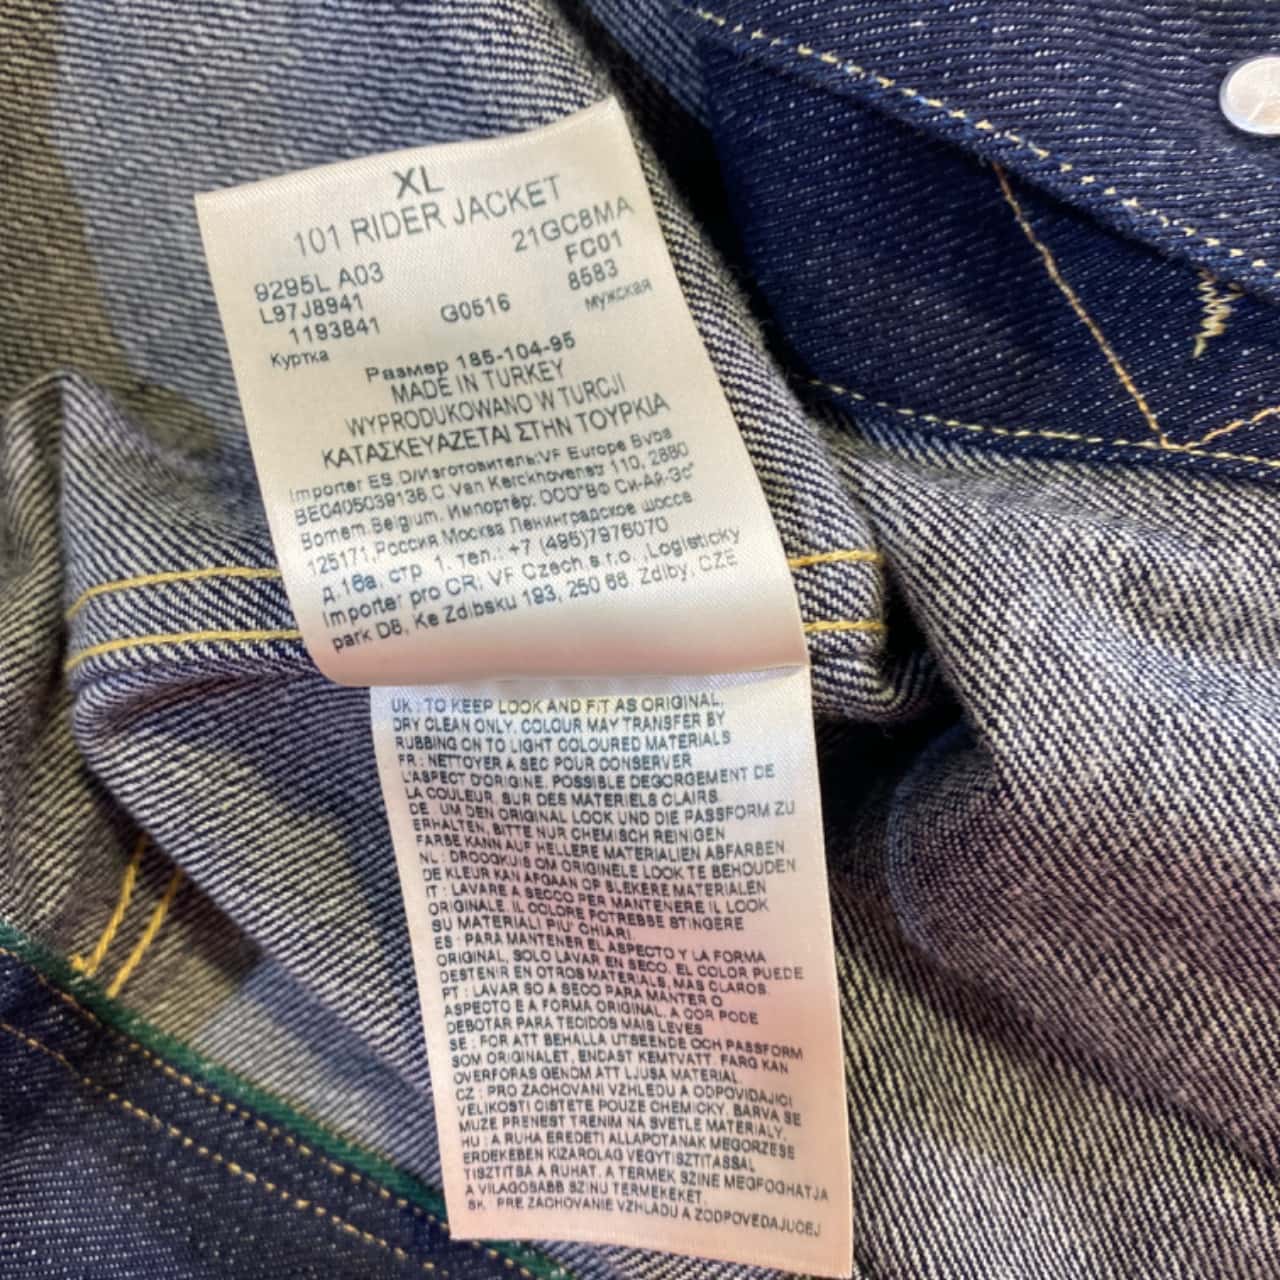 XL
101 RIDER JACKET
9295L A03 21GC8MA
L97J8941 FC01
1193841 G0516 8583
Куртка мужская
Размер 185-104-95
MADE IN TURKEY
WYPRODUKOWANO W TURCJI
ΚΑΤΑΣΚΕΥΑΖΕΤΑΙ ΣΤΗΝ ΤΟΥΡΚΙΑ
Importer ES.D/Изготовитель:VF Europe Bvba
BE0405039136,C Van Kerckhovenstr 110, 2880
Bornem,Belgium. Импортёр: ООО"ВФ Си-Ай-Эс"
125171,Россия Москва Ленинградское шоссе
д.16а, стр 1. тел.: +7 (495)7976070
Importer pro CR: VF Czech s.r.o. ,Logisticky
park D8, Ke Zdibsku 193, 250 66, Zdiby, CZE
UK : TO KEEP LOOK AND FIT AS ORIGINAL,
DRY CLEAN ONLY. COLOUR MAY TRANSFER BY
RUBBING ON TO LIGHT COLOURED MATERIALS
FR : NETTOYER A SEC POUR CONSERVER
L'ASPECT D'ORIGINE. POSSIBLE DEGORGEMENT DE
LA COULEUR, SUR DES MATERIELS CLAIRS.
DE : UM DEN ORIGINAL LOOK UND DIE PASSFORM ZU
ERHALTEN, BITTE NUR CHEMISCH REINIGEN
FARBE KANN AUF HELLERE MATERIALIEN ABFARBEN
NL : DROOGKUIS OM ORIGINELE LOOK TE BEHOUDEN
DE KLEUR KAN AFGAAN OP BLEKERE MATERIALEN
IT : LAVARE A SECCO PER MANTENERE IL LOOK
ORIGINALE. IL COLORE POTREBBE STINGERE
SU MATERIALI PIU' CHIARI.
ES : PARA MANTENER EL ASPECTO Y LA FORMA
ORIGINAL, SOLO LAVAR EN SECO. EL COLOR PUEDE
DESTENIR EN OTROS MATERIALS, MAS CLAROS.
PT : LAVAR SO A SECO PARA MANTER O
ASPECTO E A FORMA ORIGINAL. A COR PODE
DEBOTAR PARA TECIDOS MAIS LEVES
SE : FOR ATT BEHALLA UTSEENDE OCH PASSFORM
SOM ORIGINALET, ENDAST KEMTVATT. FARG KAN
OVERFORAS GENOM ATT LJUSA MATERIAL.
CZ : PRO ZACHOVANI VZHLEDU A ODPOVIDAJICI
VELIKOSTI CISTETE POUZE CHEMICKY. BARVA SE
MUZE PRENEST TRENIM NA SVETLE MATERIALY.
HU : A RUHA EREDETI ALLAPOTANAK MEGORZESE
ERDEKEBEN KIZAROLAG VEGYTISZTITASSAL
TISZTITSA A RUHAT. A TERMEK SZINE MEGFOGHATJA
A VILAGOSABB SZINU TERMEKEKET.
SK : PRE ZACHOVANIE VZHLADU A ZODPOVEDAJUCEJ